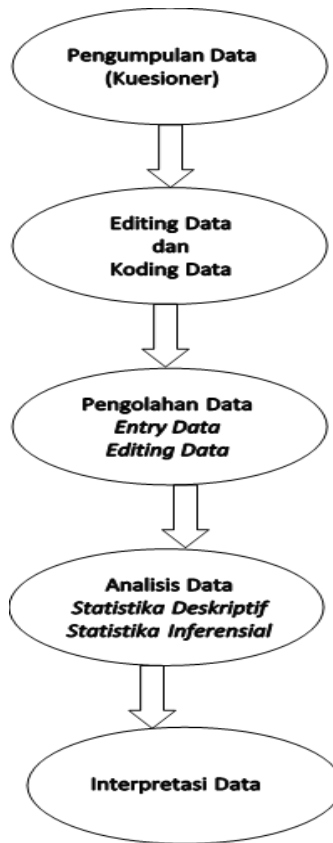 Pengumpulan Data
(Kuesioner)
Editing Data
dan
Koding Data
Pengolahan Data
Entry Data
Editing Data
Analisis Data
Statistika Deskriptif
Statistika Inferensial
Interpretasi Data